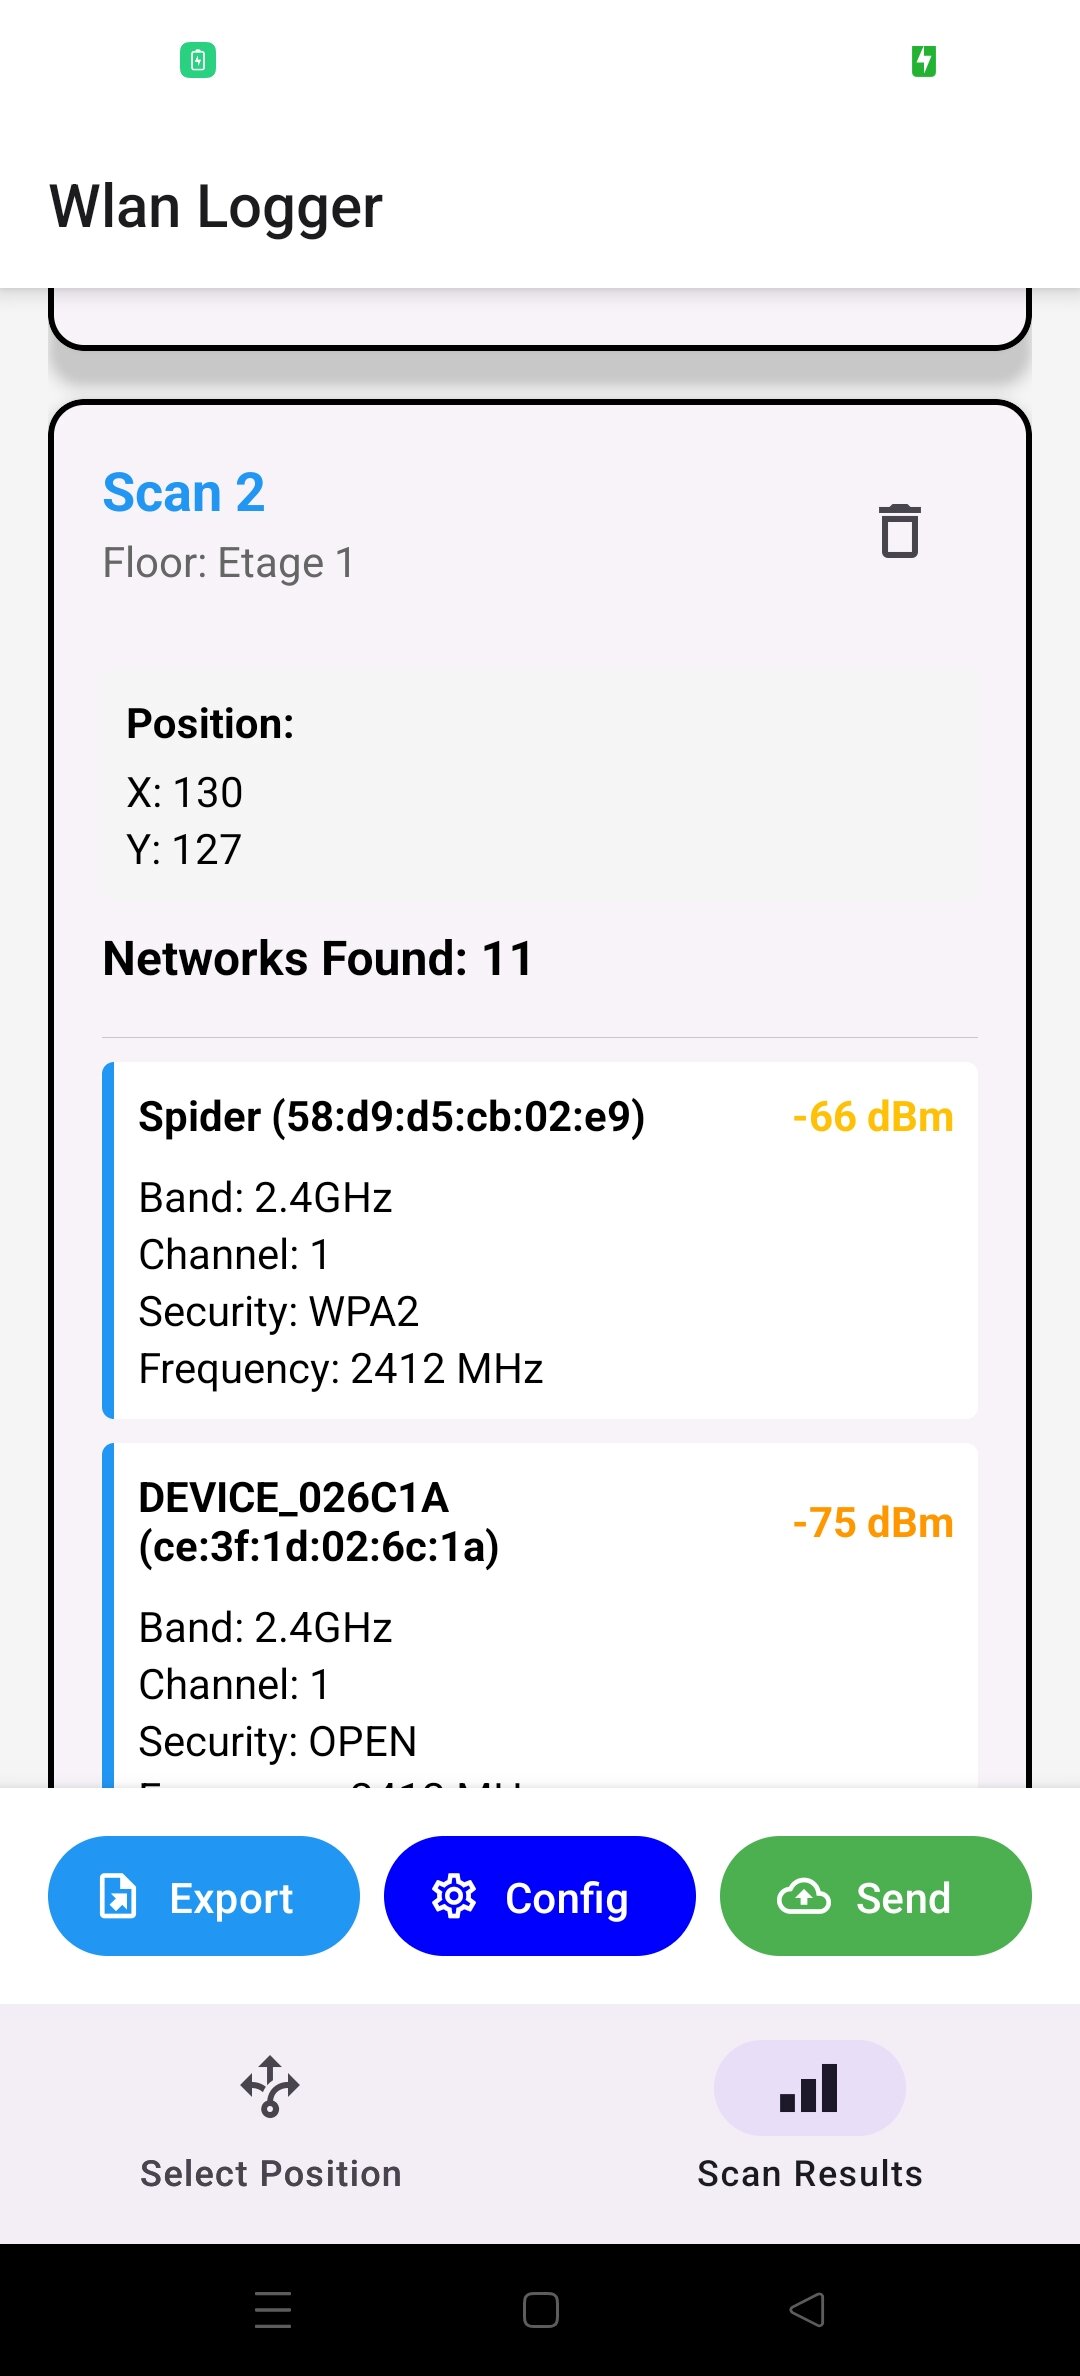 Wlan Logger
Scan 2
Floor: Etage 1
Position:
X: 130
Y: 127
Networks Found: 11
Spider (58:d9:d5:cb:02:e9)
-66 dBm
Band: 2.4GHz
Channel: 1
Security: WPA2
Frequency: 2412 MHz
DEVICE_026C1A
(ce:3f:1d:02:6c:1a)
-75 dBm
Band: 2.4GHz
Channel: 1
Security: OPEN
Export
Config
Send
Select Position
Scan Results